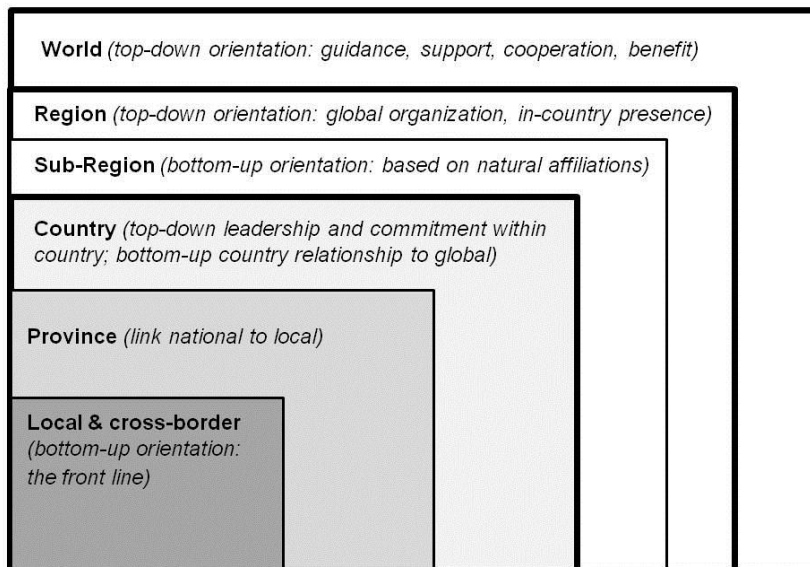 World (top-down orientation: guidance, support, cooperation, benefit)
Region (top-down orientation: global organization, in-country presence)
Sub-Region (bottom-up orientation: based on natural affiliations)
Country (top-down leadership and commitment within
country; bottom-up country relationship to global)
Province (link national to local)
Local & cross-border
(bottom-up orientation:
the front line)